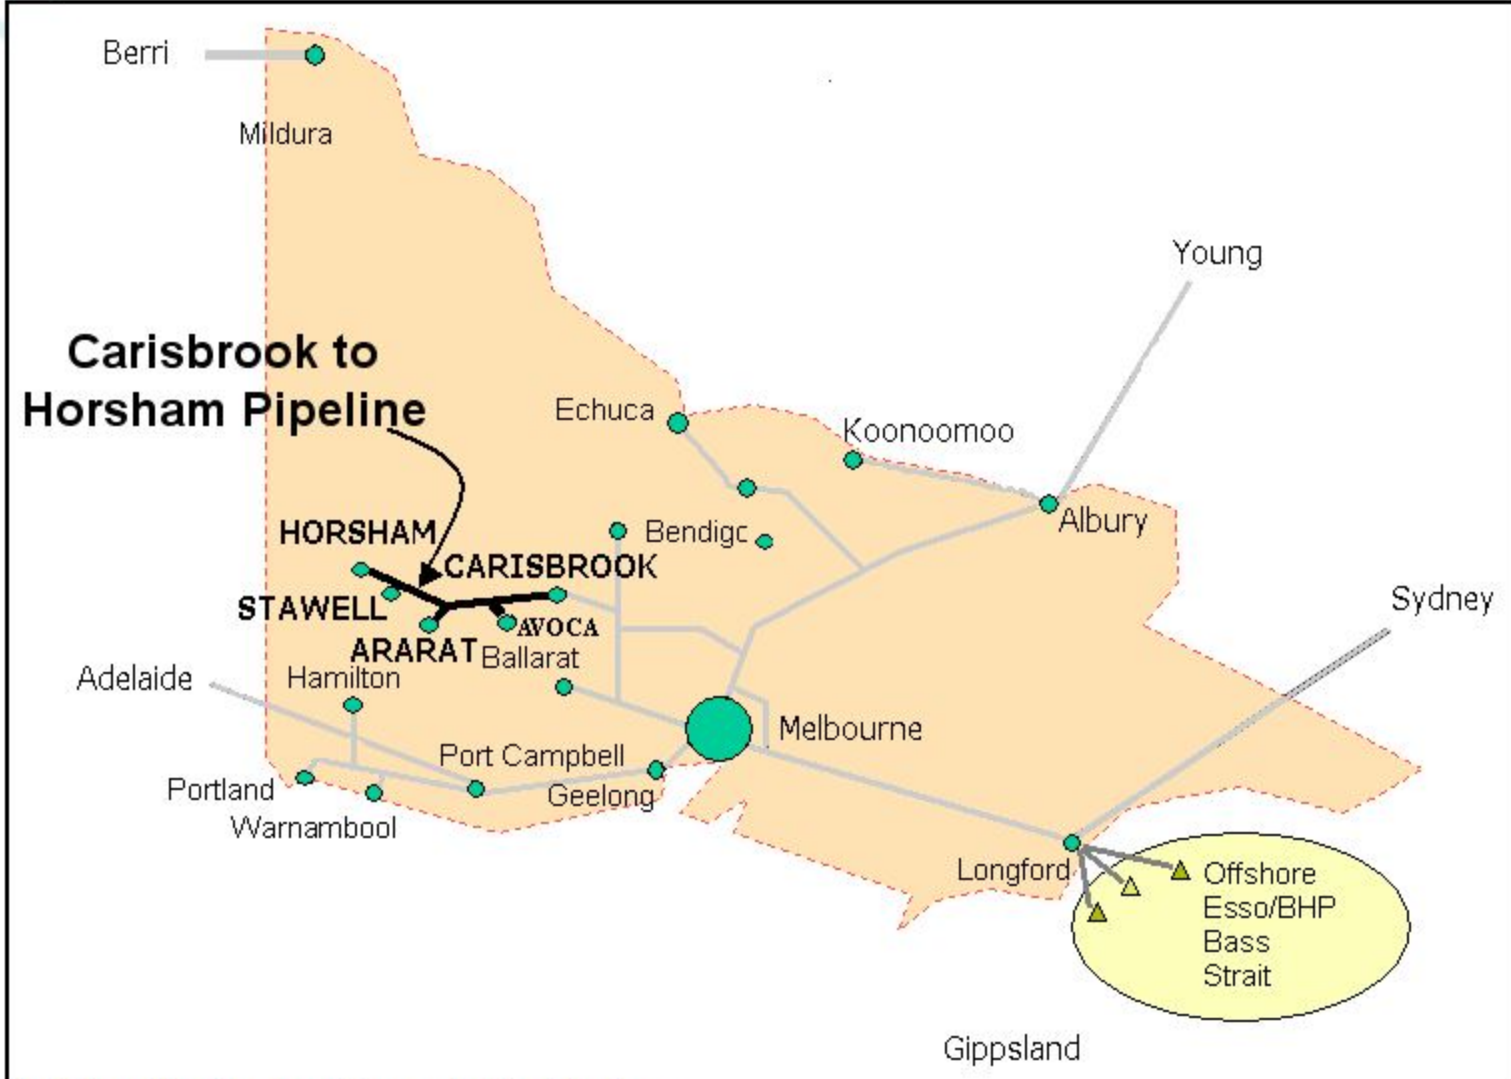 Berri
Mildura
Young
Carisbrook to
Horsham Pipeline
Echuca
Koonoomoo
HORSHAM
Bendigc
Albury
CARISBROOK
STAWELL
Sydney
AVOCA
ARARAT
Ballarat
Adelaide
Hamilton
Melbourne
Port Campbell
Portland
Geelong
Warnambool
Longford
Offshore
Esso/BHP
Bass
Strait
Gippsland